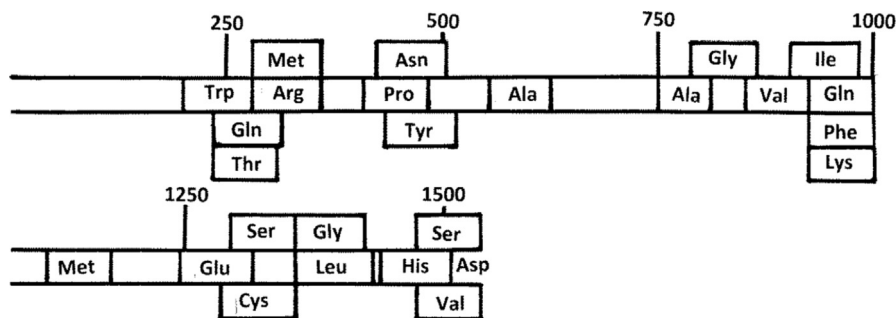 250 500 750 1000
Met Asn Gly Ile
Trp Arg Pro Ala Ala Val Gln
Gln Tyr Phe
Thr Lys
1250 1500
Ser Gly Ser
Met Glu Leu His Asp
Cys Val